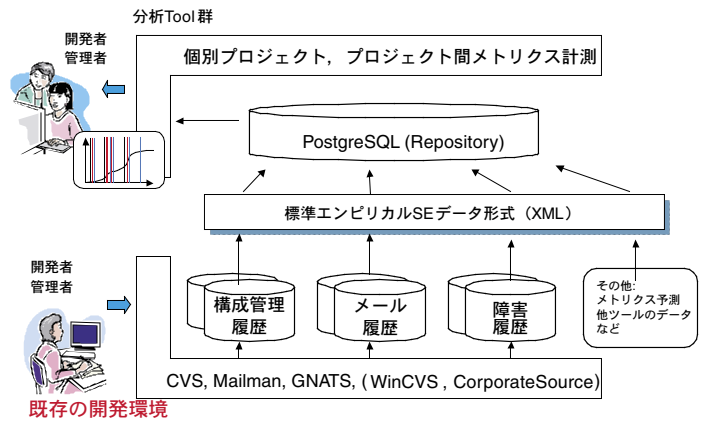 分析Tool群
開発者
管理者
個別プロジェクト，プロジェクト間メトリクス計測
PostgreSQL (Repository)
標準エンピリカルSEデータ形式（XML）
開発者
管理者
構成管理
履歴
メール
履歴
障害
履歴
その他:
メトリクス予測
他ツールのデータ
など
CVS, Mailman, GNATS, ( WinCVS , CorporateSource)
既存の開発環境